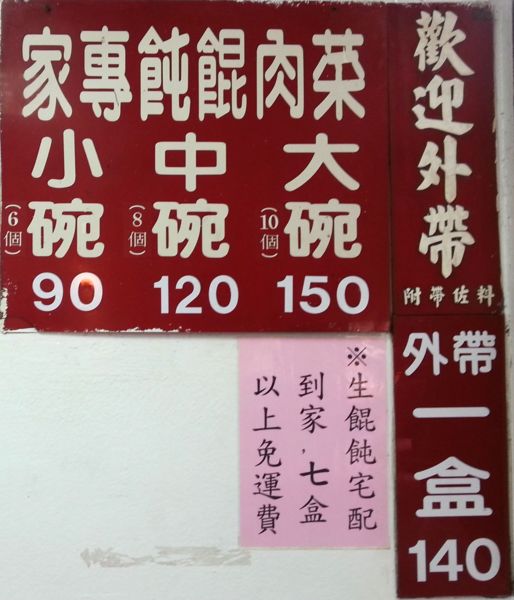 菜肉餛飩專家
大碗
(10個)
150
中碗
(8個)
120
小碗
(6個)
90
歡迎外帶
附帶佐料
外帶
一盒
140
※生餛飩宅配
到家,七盒
以上免運費